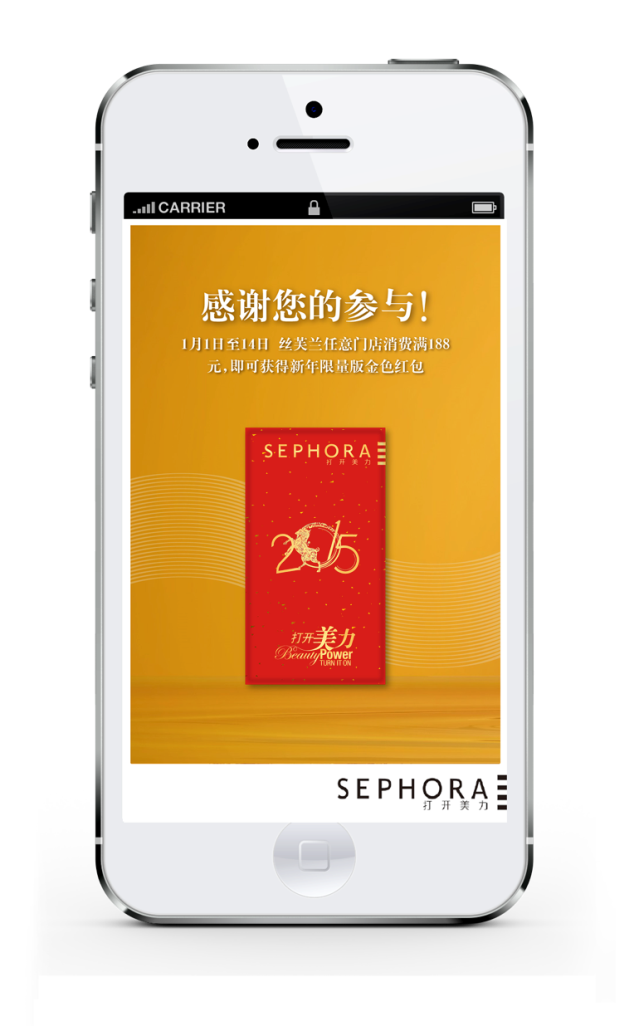 CARRIER
感谢您的参与！
1月1日至14日 丝芙兰任意门店消费满188
元，即可获得新年限量版金色红包
SEPHORA
打开美力
2015
打开美力
Beauty Power
TURN IT ON
SEPHORA
打开美力